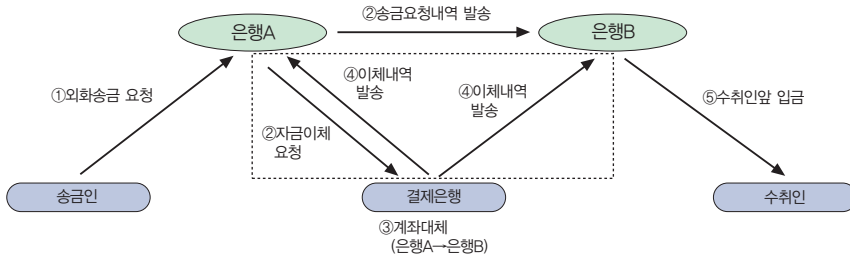 ②송금요청내역 발송
은행A
은행B
①외화송금 요청
④이체내역
발송
④이체내역
발송
⑤수취인앞 입금
②자금이체
요청
송금인
결제은행
수취인
③계좌대체
(은행A→은행B)